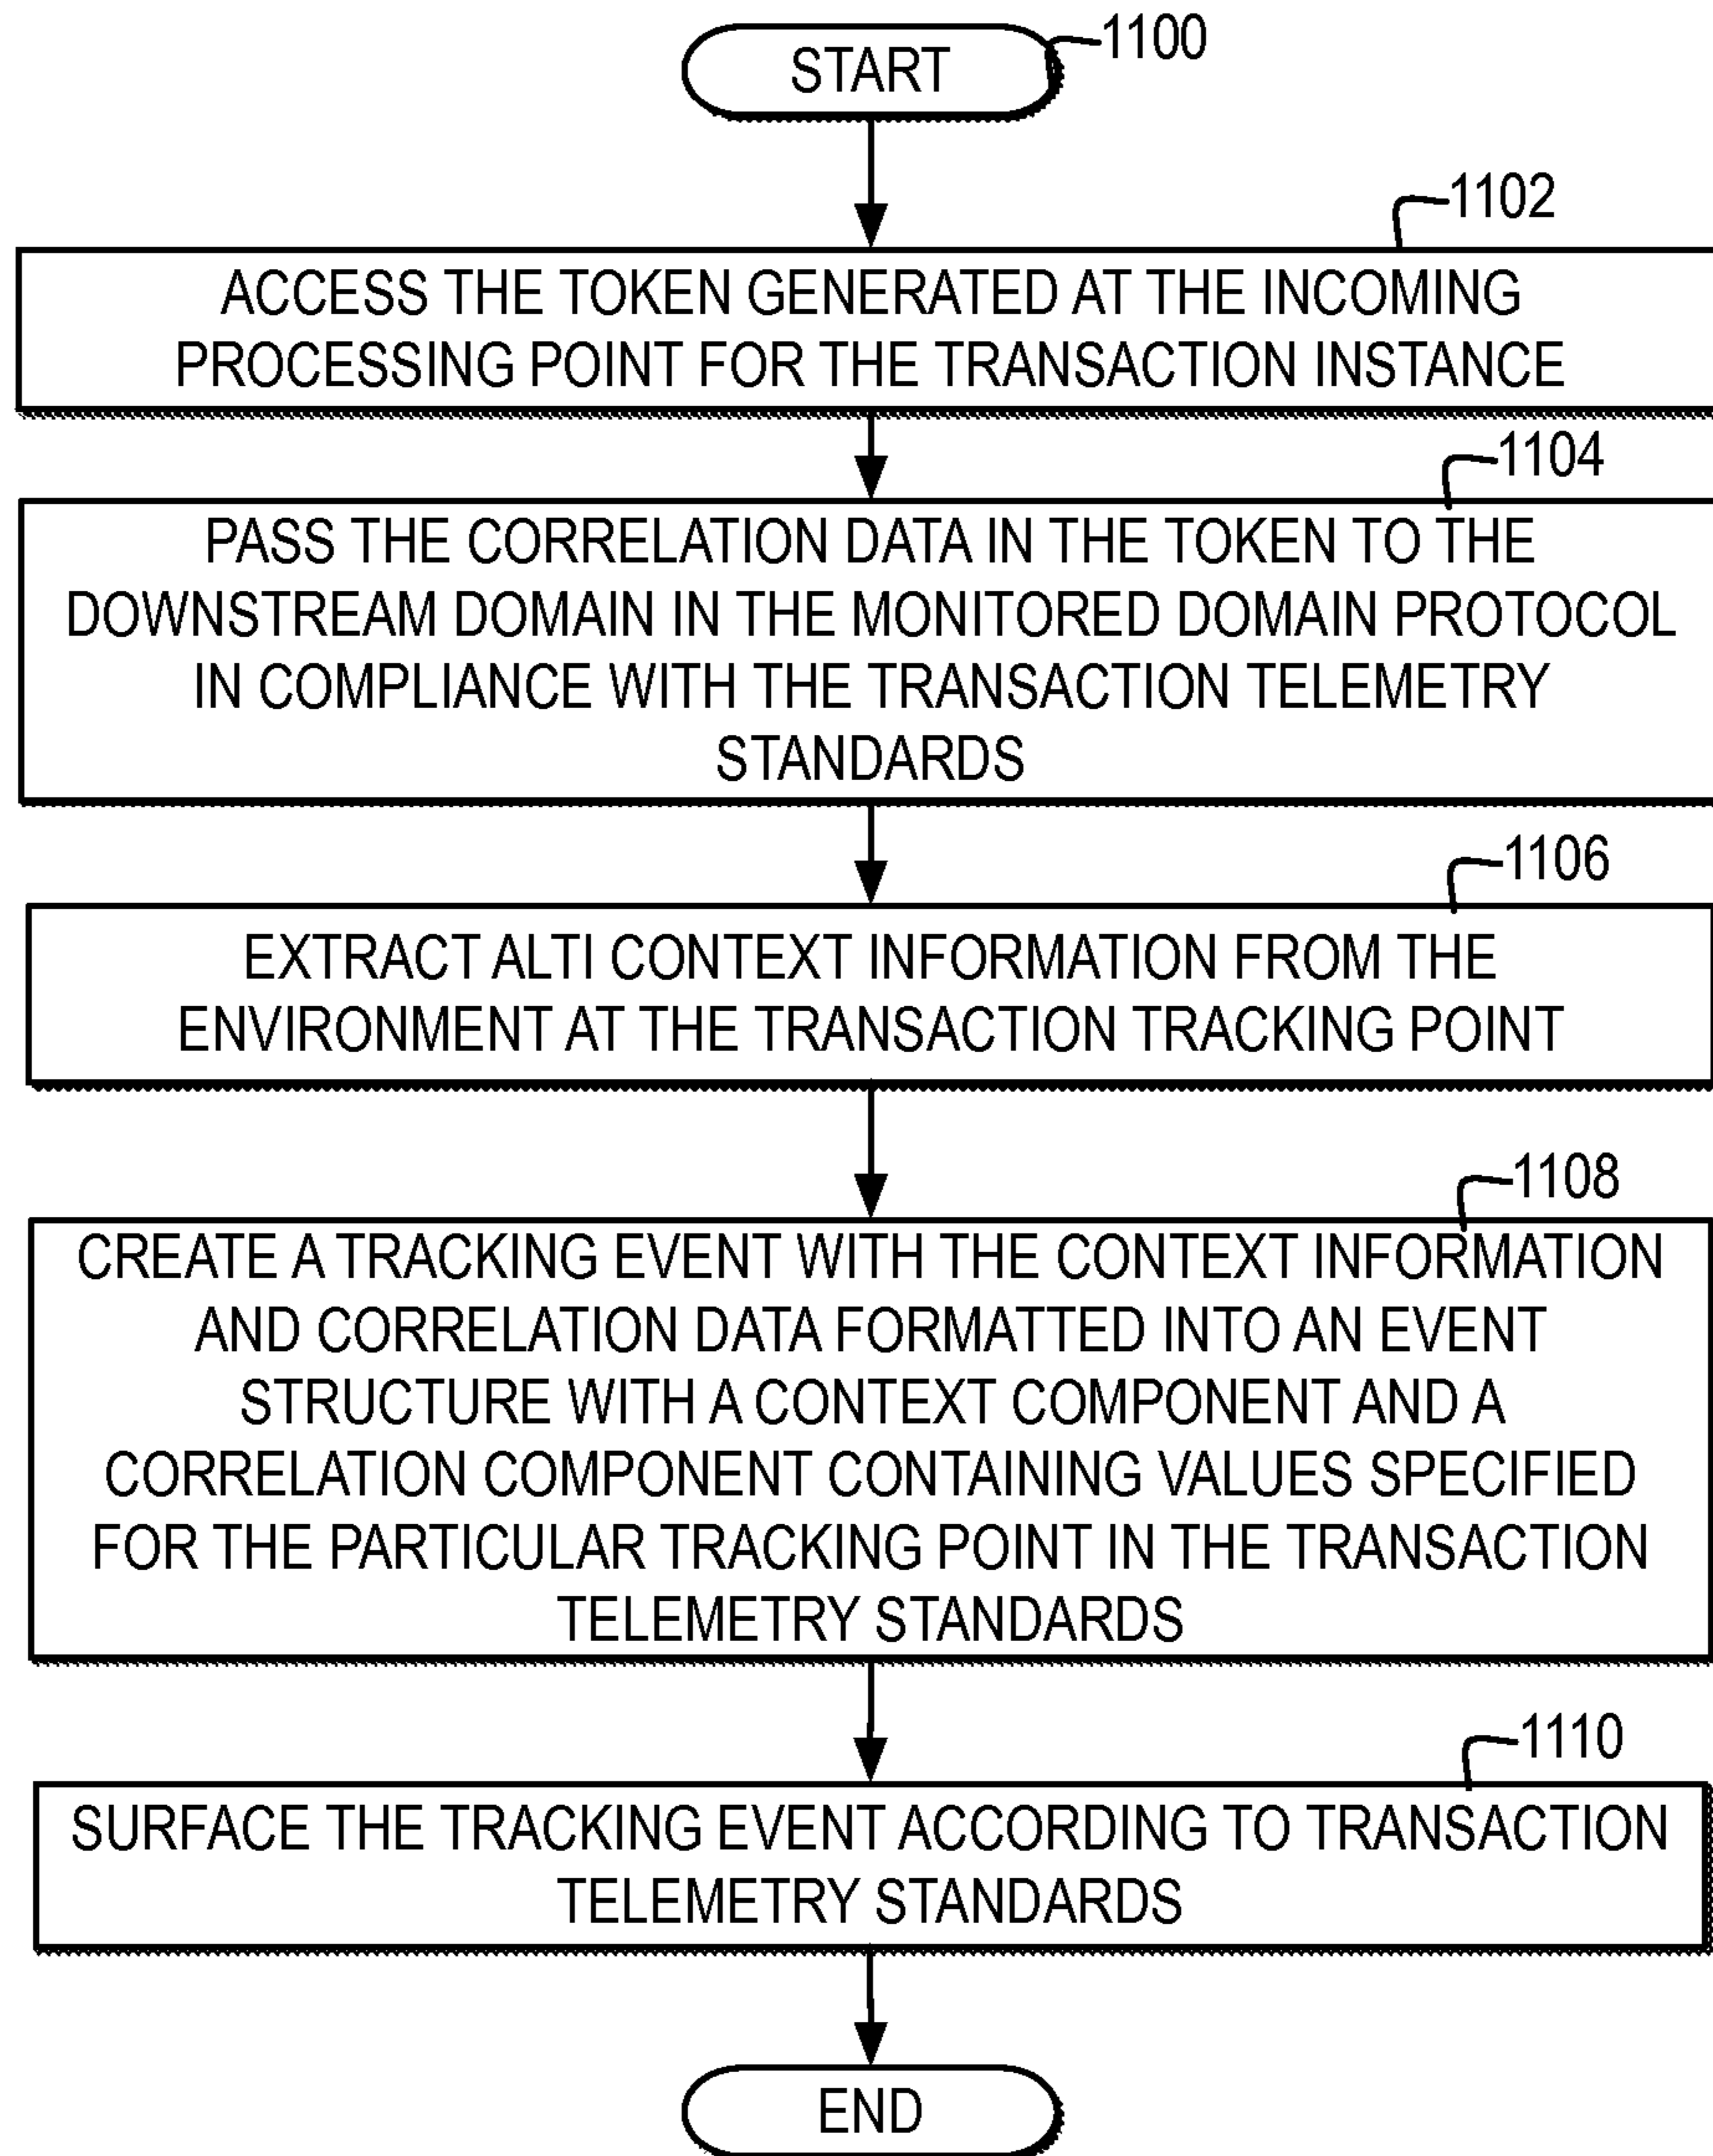 START
1100
1102
ACCESS THE TOKEN GENERATED AT THE INCOMING
PROCESSING POINT FOR THE TRANSACTION INSTANCE
1104
PASS THE CORRELATION DATA IN THE TOKEN TO THE
DOWNSTREAM DOMAIN IN THE MONITORED DOMAIN PROTOCOL
IN COMPLIANCE WITH THE TRANSACTION TELEMETRY
STANDARDS
1106
EXTRACT ALTI CONTEXT INFORMATION FROM THE
ENVIRONMENT AT THE TRANSACTION TRACKING POINT
1108
CREATE A TRACKING EVENT WITH THE CONTEXT INFORMATION
AND CORRELATION DATA FORMATTED INTO AN EVENT
STRUCTURE WITH A CONTEXT COMPONENT AND A
CORRELATION COMPONENT CONTAINING VALUES SPECIFIED
FOR THE PARTICULAR TRACKING POINT IN THE TRANSACTION
TELEMETRY STANDARDS
1110
SURFACE THE TRACKING EVENT ACCORDING TO TRANSACTION
TELEMETRY STANDARDS
END